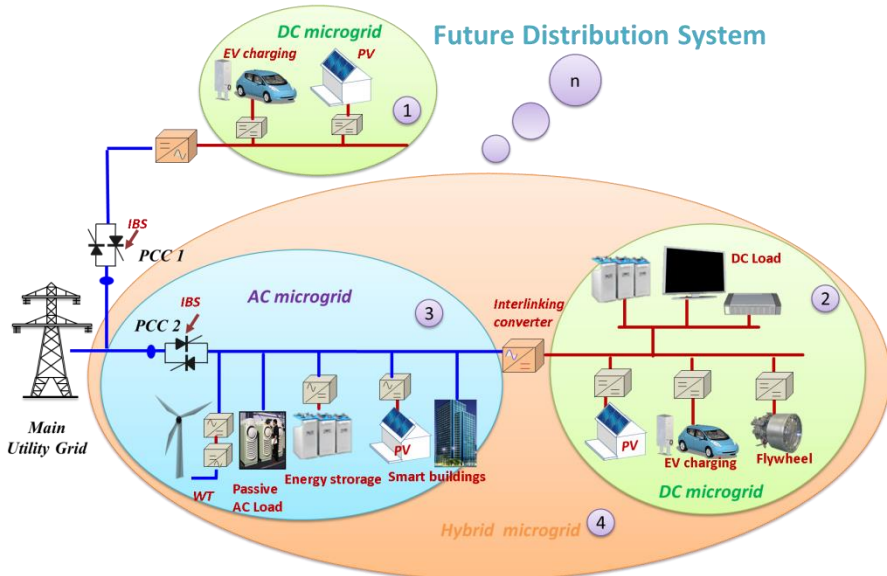 Future Distribution System
DC microgrid
EV charging
PV
1
n
IBS
PCC 1
AC microgrid
IBS
PCC 2
3
Interlinking
converter
DC Load
2
Main
Utility Grid
WT
Passive
AC Load
Energy strorage
PV
Smart buildings
PV
EV charging
Flywheel
DC microgrid
Hybrid microgrid
4